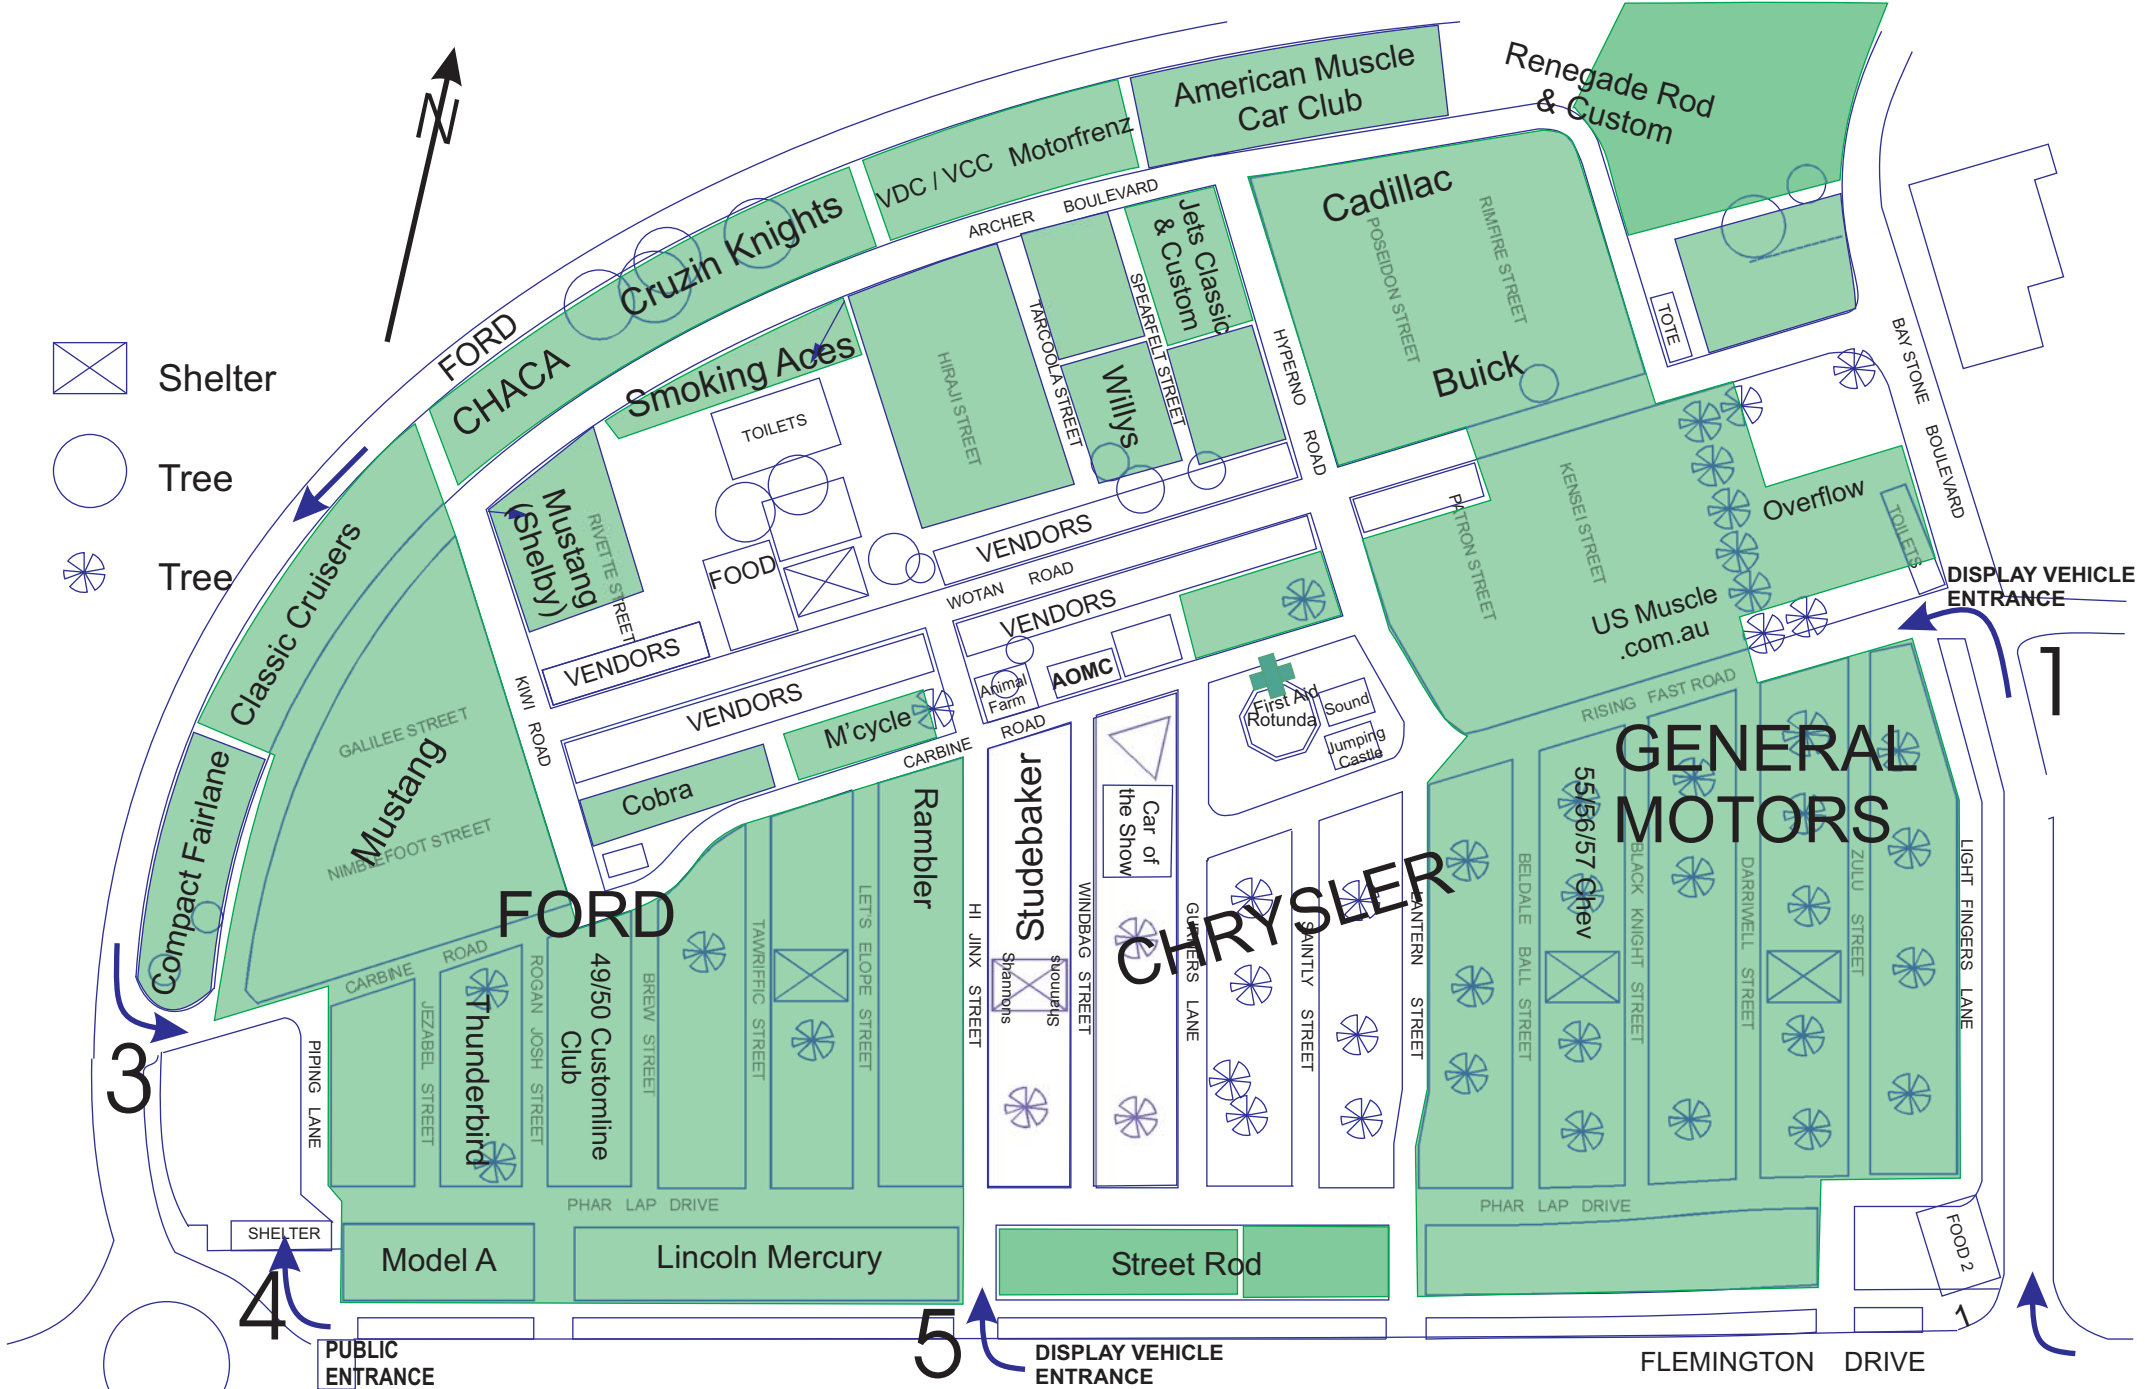 N
Shelter
Tree
Tree
FORD
CHACA
Cruzin Knights
VDC / VCC Motorfrenz
American Muscle
Car Club
Renegade Rod
& Custom
ARCHER BOULEVARD
Smoking Aces
TOILETS
HIRAJI STREET
TARCOOLA STREET
SPEARFELT STREET
Jets Classic
& Custom
Willys
HYPERNO ROAD
Cadillac
POSEIDON STREET
RIMFIRE STREET
Buick
TOTE
BAY STONE BOULEVARD
Classic Cruisers
Mustang
(Shelby)
RIVETTE STREET
FOOD
VENDORS
VENDORS
WOTAN ROAD
VENDORS
VENDORS
PATRON STREET
KENSEI STREET
Overflow
TOILETS
US Muscle
.com.au
DISPLAY VEHICLE
ENTRANCE
1
KIWI ROAD
GALILEE STREET
Mustang
NIMBLEFOOT STREET
Compact Fairlane
Cobra
M'cycle
CARBINE ROAD
Animal
Farm
AOMC
First Aid
Rotunda
Sound
Jumping
Castle
RISING FAST ROAD
GENERAL
MOTORS
FORD
CHRYSLER
Rambler
Studebaker
Car of
the Show
55/56/57 Chev
CARBINE ROAD
3
PIPING LANE
JEZABEL STREET
Thunderbird
ROGAN JOSH STREET
49/50 Customline
Club
BREW STREET
TAWRIFFIC STREET
LET'S ELOPE STREET
HI JINX STREET
Shannons
Shannons
WINDBAG STREET
GURNERS LANE
SAINTLY STREET
LANTERN STREET
BELDALE BALL STREET
BLACK KNIGHT STREET
DARRIWELL STREET
ZULU STREET
LIGHT FINGERS LANE
PHAR LAP DRIVE
PHAR LAP DRIVE
SHELTER
Model A
Lincoln Mercury
Street Rod
FOOD 2
4
PUBLIC
ENTRANCE
5
DISPLAY VEHICLE
ENTRANCE
1
FLEMINGTON DRIVE